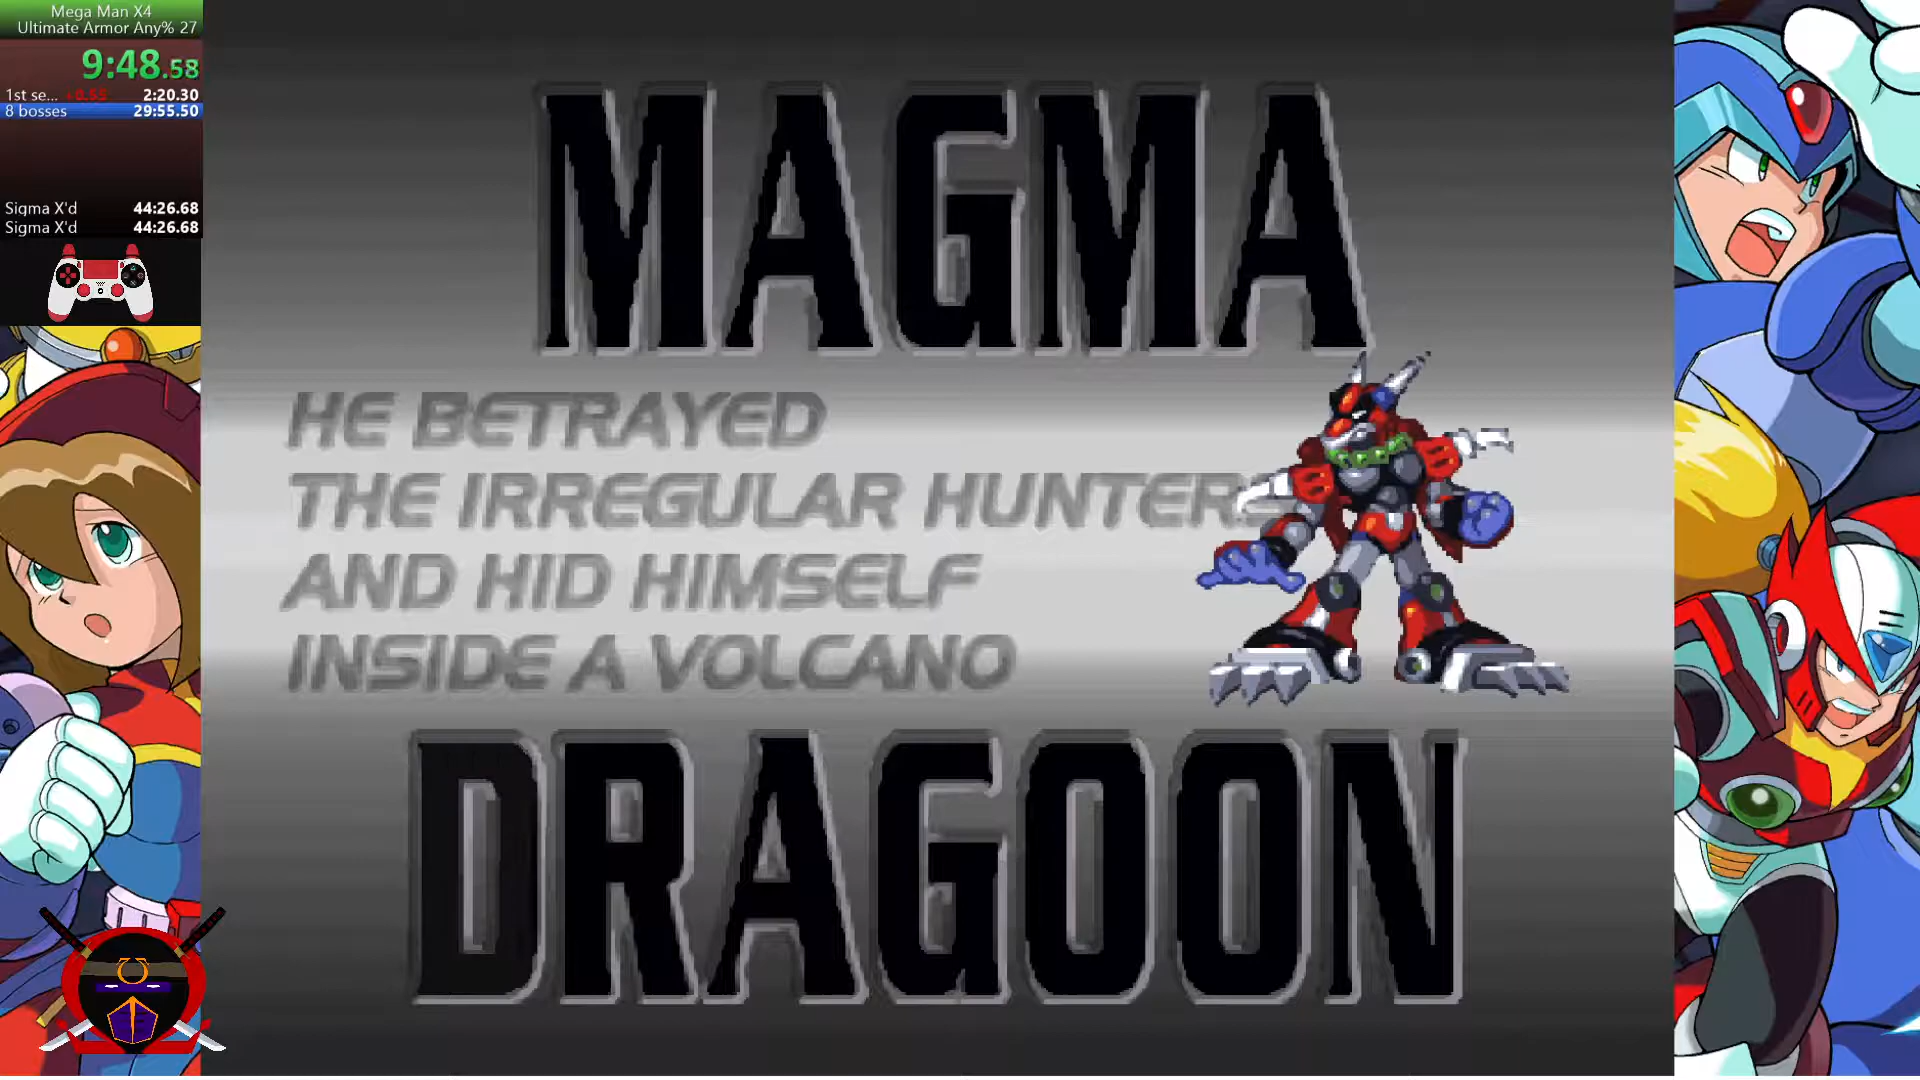 Mega Man X4
Ultimate Armor Any% 27
9:48.58
1st se... +0.55 2:20.30
8 bosses 29:55.50
Sigma X'd 44:26.68
Sigma X'd 44:26.68
MAGMA
HE BETRAYED
THE IRREGULAR HUNTERS
AND HID HIMSELF
INSIDE A VOLCANO
DRAGOON